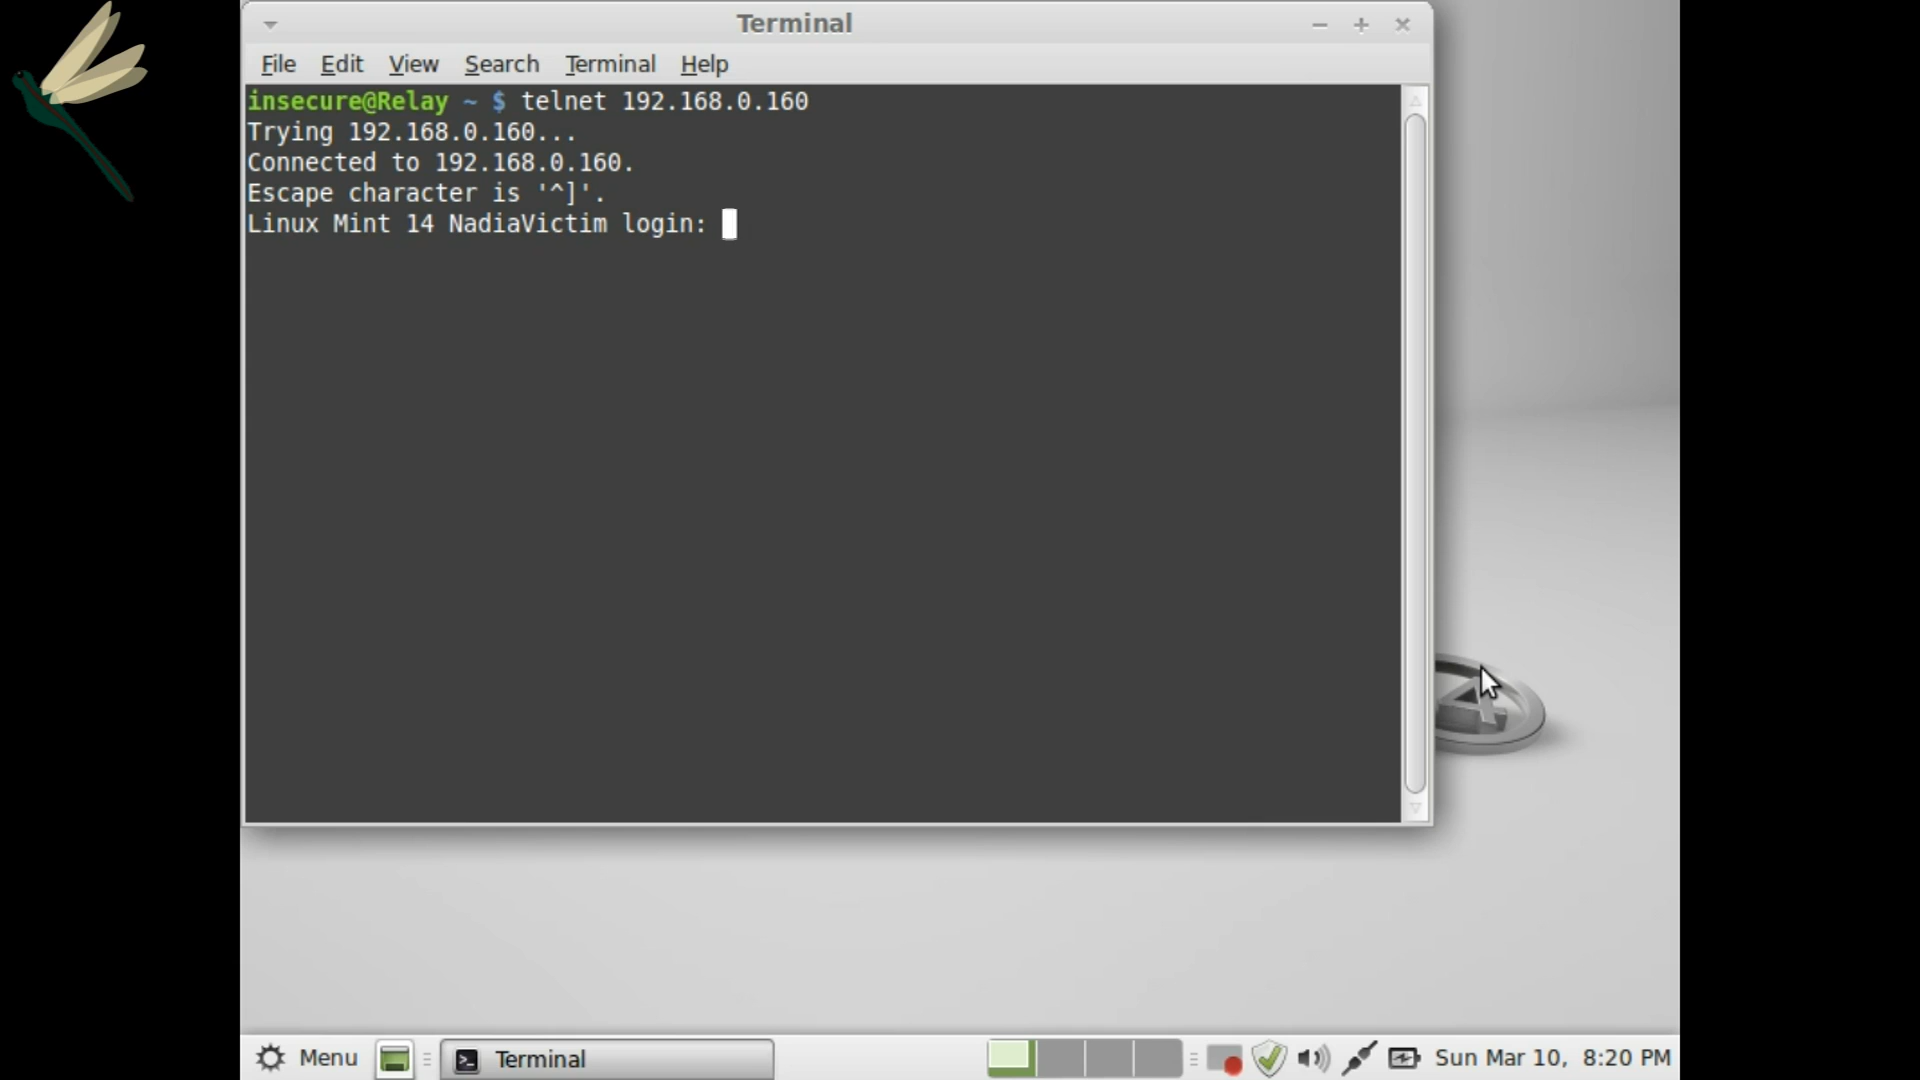 Terminal
File Edit View Search Terminal Help
insecure@Relay ~ $ telnet 192.168.0.160
Trying 192.168.0.160...
Connected to 192.168.0.160.
Escape character is '^]'.
Linux Mint 14 NadiaVictim login:
Menu Terminal Sun Mar 10, 8:20 PM